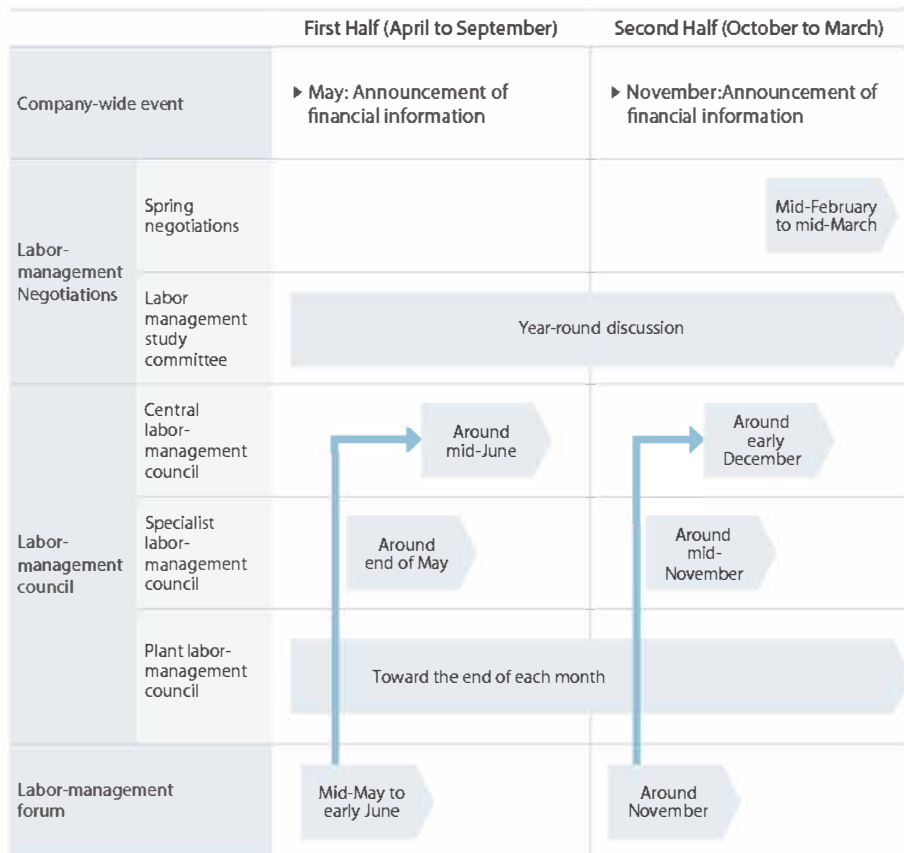 First Half (April to September)
Second Half (October to March)
Company-wide event
▶ May: Announcement of
financial information
▶ November:Announcement of
financial information
Labor-
management
Negotiations
Spring
negotiations
Mid-February
to mid-March
Labor
management
study
committee
Year-round discussion
Labor-
management
council
Central
labor-
management
council
Around
mid-June
Around
early
December
Specialist
labor-
management
council
Around
end of May
Around
mid-
November
Plant labor-
management
council
Toward the end of each month
Labor-management
forum
Mid-May to
early June
Around
November